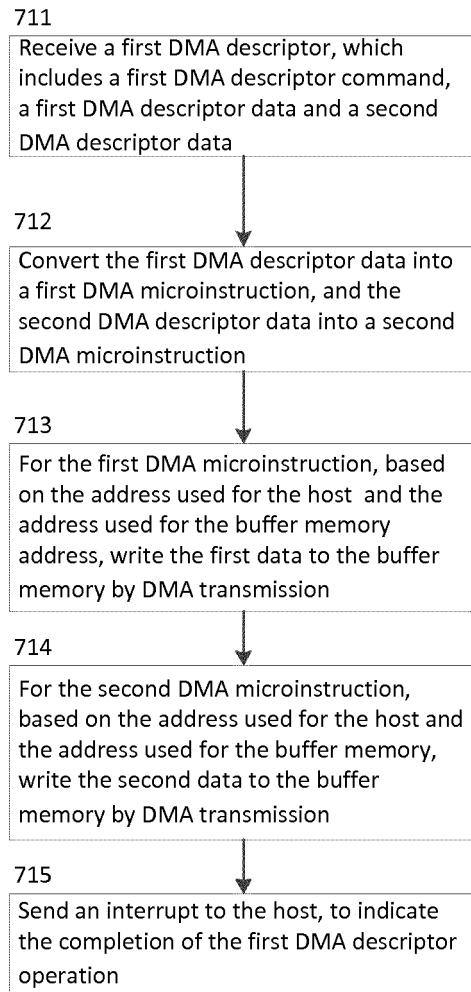 711
Receive a first DMA descriptor, which
includes a first DMA descriptor command,
a first DMA descriptor data and a second
DMA descriptor data
712
Convert the first DMA descriptor data into
a first DMA microinstruction, and the
second DMA descriptor data into a second
DMA microinstruction
713
For the first DMA microinstruction, based
on the address used for the host and the
address used for the buffer memory
address, write the first data to the buffer
memory by DMA transmission
714
For the second DMA microinstruction,
based on the address used for the host and
the address used for the buffer memory,
write the second data to the buffer
memory by DMA transmission
715
Send an interrupt to the host, to indicate
the completion of the first DMA descriptor
operation